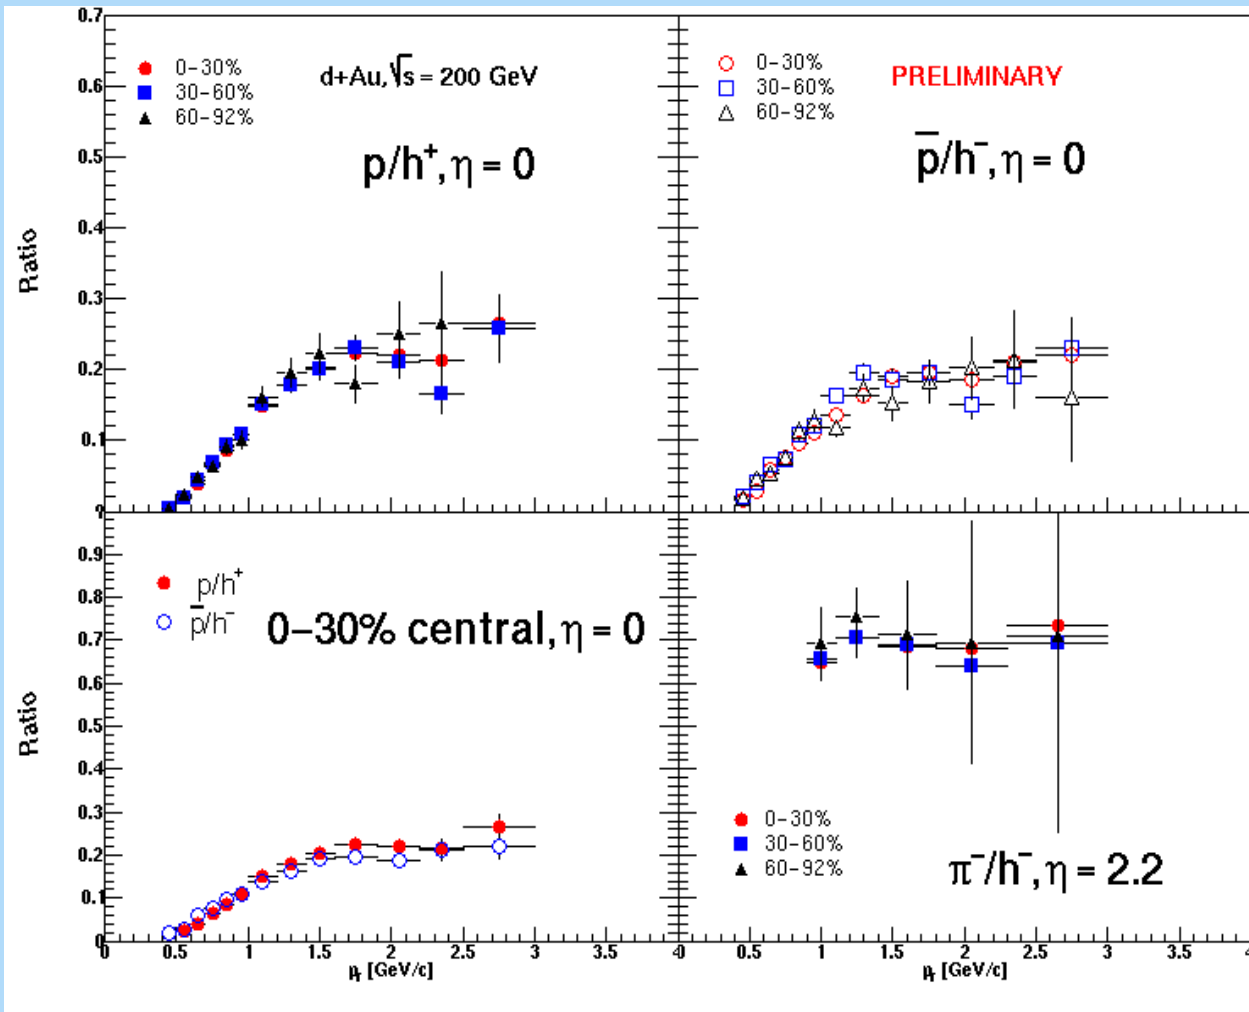 0.7
0.6
0.5
0.4
0.3
0.2
0.1
0
Ratio
0-30%
30-60%
60-92%
d+Au, √s = 200 GeV
p/h⁺, η = 0
0-30%
30-60%
60-92%
PRELIMINARY
p̅/h⁻, η = 0
0.9
0.8
0.7
0.6
0.5
0.4
0.3
0.2
0.1
0
Ratio
p/h⁺
p̅/h⁻
0-30% central, η = 0
0-30%
30-60%
60-92%
π⁻/h⁻, η = 2.2
0 0.5 1 1.5 2 2.5 3 3.5 4
pT [GeV/c]
0.5 1 1.5 2 2.5 3 3.5 4
pT [GeV/c]